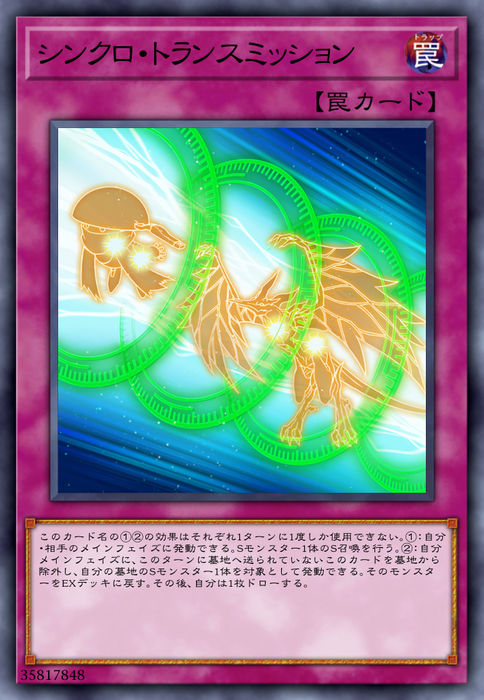 シンクロ・トランスミッション
トラップ
罠
【罠カード】
このカード名の①②の効果はそれぞれ1ターンに1度しか使用できない。①:自分
・相手のメインフェイズに発動できる。Sモンスター1体のS召喚を行う。②:自分
メインフェイズに、このターンに墓地へ送られていないこのカードを墓地から
除外し、自分の墓地のSモンスター1体を対象として発動できる。そのモンスタ
ーをEXデッキに戻す。その後、自分は1枚ドローする。
35817848